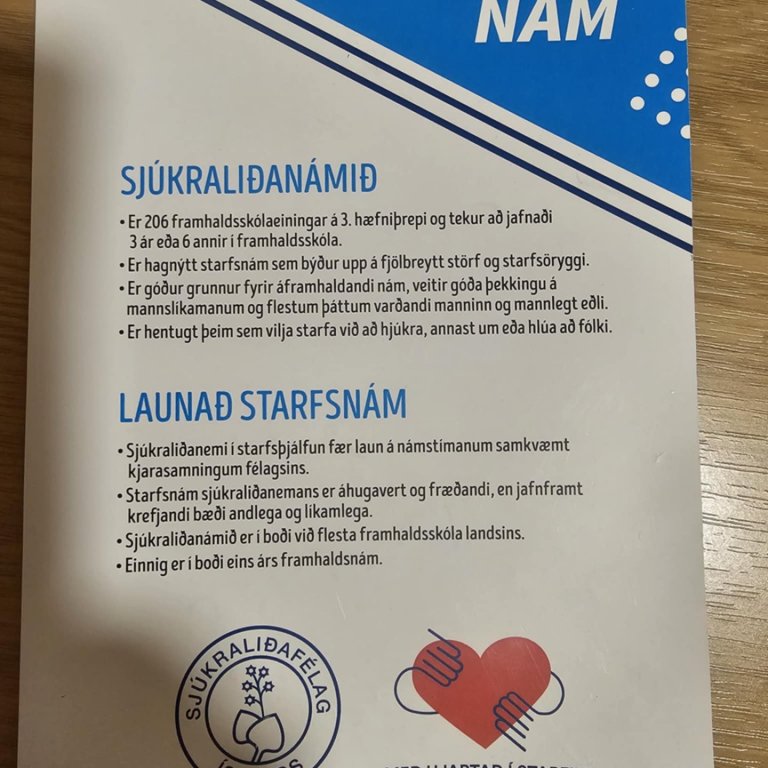 NÁM
SJÚKRALIÐANÁMIÐ
• Er 206 framhaldsskólaeiningar á 3. hæfniþrepi og tekur að jafnaði
3 ár eða 6 annir í framhaldsskóla.
• Er hagnýtt starfsnám sem býður upp á fjölbreytt störf og starfsöryggi.
• Er góður grunnur fyrir áframhaldandi nám, veitir góða þekkingu á
mannslíkamanum og flestum þáttum varðandi manninn og mannlegt eðli.
• Er hentugt þeim sem vilja starfa við að hjúkra, annast um eða hlúa að fólki.
LAUNAÐ STARFSNÁM
• Sjúkraliðanemi í starfsþjálfun fær laun á námstímanum samkvæmt
kjarasamningum félagsins.
• Starfsnám sjúkraliðanemans er áhugavert og fræðandi, en jafnframt
krefjandi bæði andlega og líkamlega.
• Sjúkraliðanámið er í boði við flesta framhaldsskóla landsins.
• Einnig er í boði eins árs framhaldsnám.
SJÚKRALIÐAFÉLAG